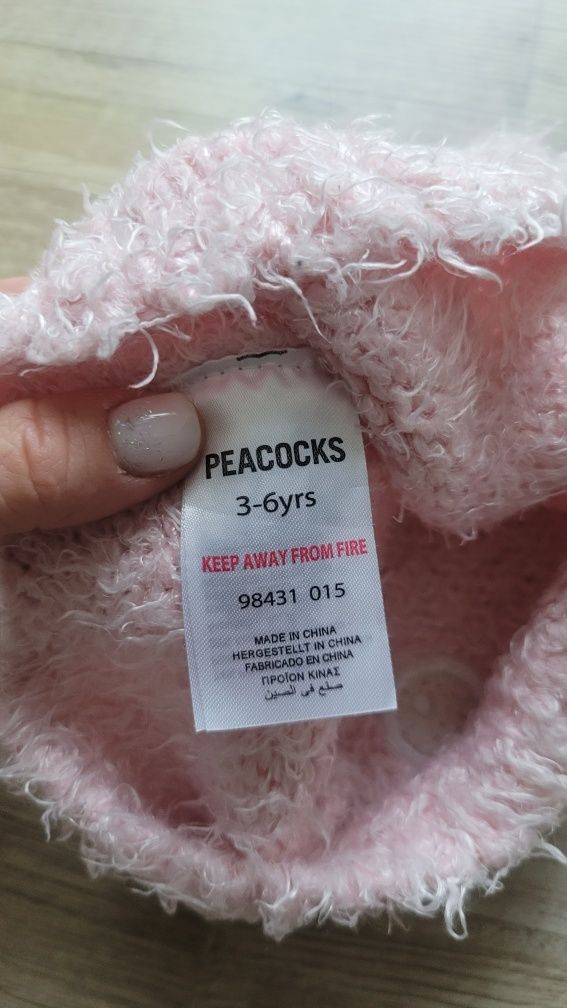 PEACOCKS
3-6yrs
KEEP AWAY FROM FIRE
98431 015
MADE IN CHINA
HERGESTELLT IN CHINA
FABRICADO EN CHINA
ΠΡΟΪΟΝ ΚΙΝΑΣ
صلع في الصين